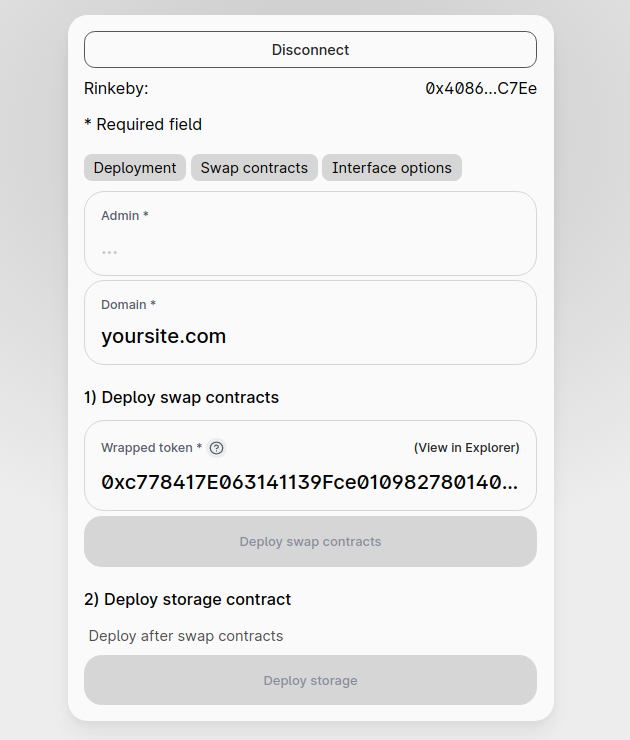 Disconnect
Rinkeby: 0x4086...C7Ee
* Required field
Deployment Swap contracts Interface options
Admin *
...
Domain *
yoursite.com
1) Deploy swap contracts
Wrapped token * ? (View in Explorer)
0xc778417E063141139Fce010982780140...
Deploy swap contracts
2) Deploy storage contract
Deploy after swap contracts
Deploy storage